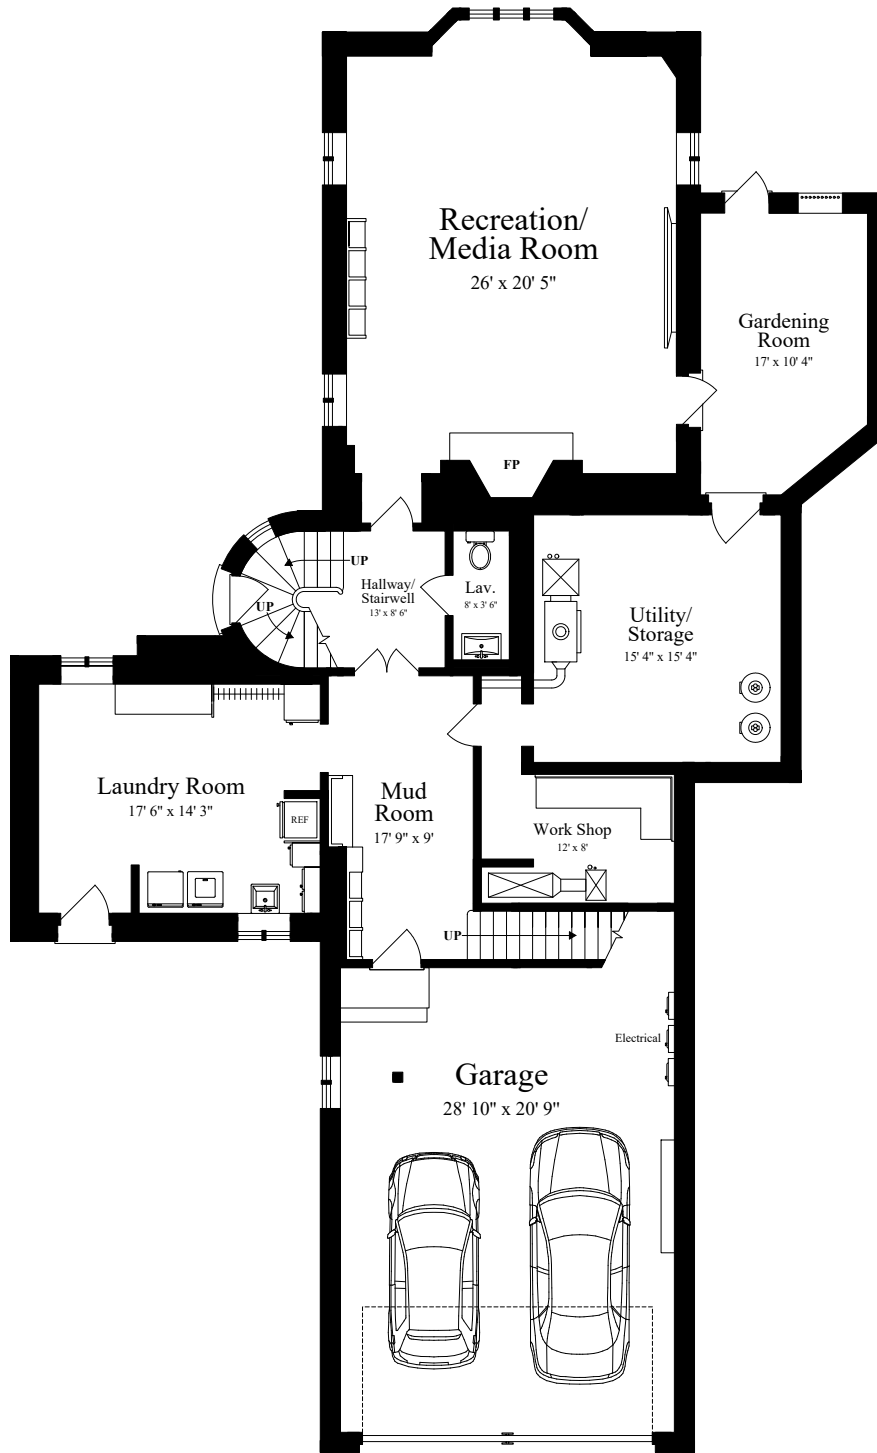 Recreation/
Media Room
26' x 20' 5"
Gardening
Room
17' x 10' 4"
FP
UP
Hallway/
Stairwell
13' x 8' 6"
UP
Lav.
8' x 3' 6"
Utility/
Storage
15' 4" x 15' 4"
Laundry Room
17' 6" x 14' 3"
REF
Mud
Room
17' 9" x 9'
Work Shop
12' x 8'
UP
Electrical
Garage
28' 10" x 20' 9"